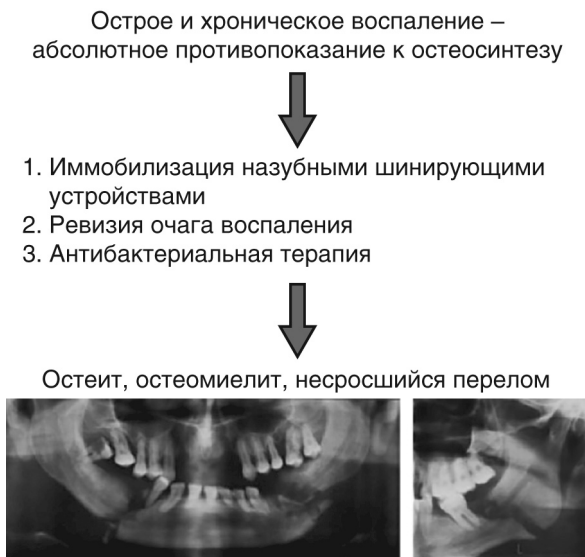 Острое и хроническое воспаление –
абсолютное противопоказание к остеосинтезу
1. Иммобилизация назубными шинирующими
устройствами
2. Ревизия очага воспаления
3. Антибактериальная терапия
Остеит, остеомиелит, несросшийся перелом